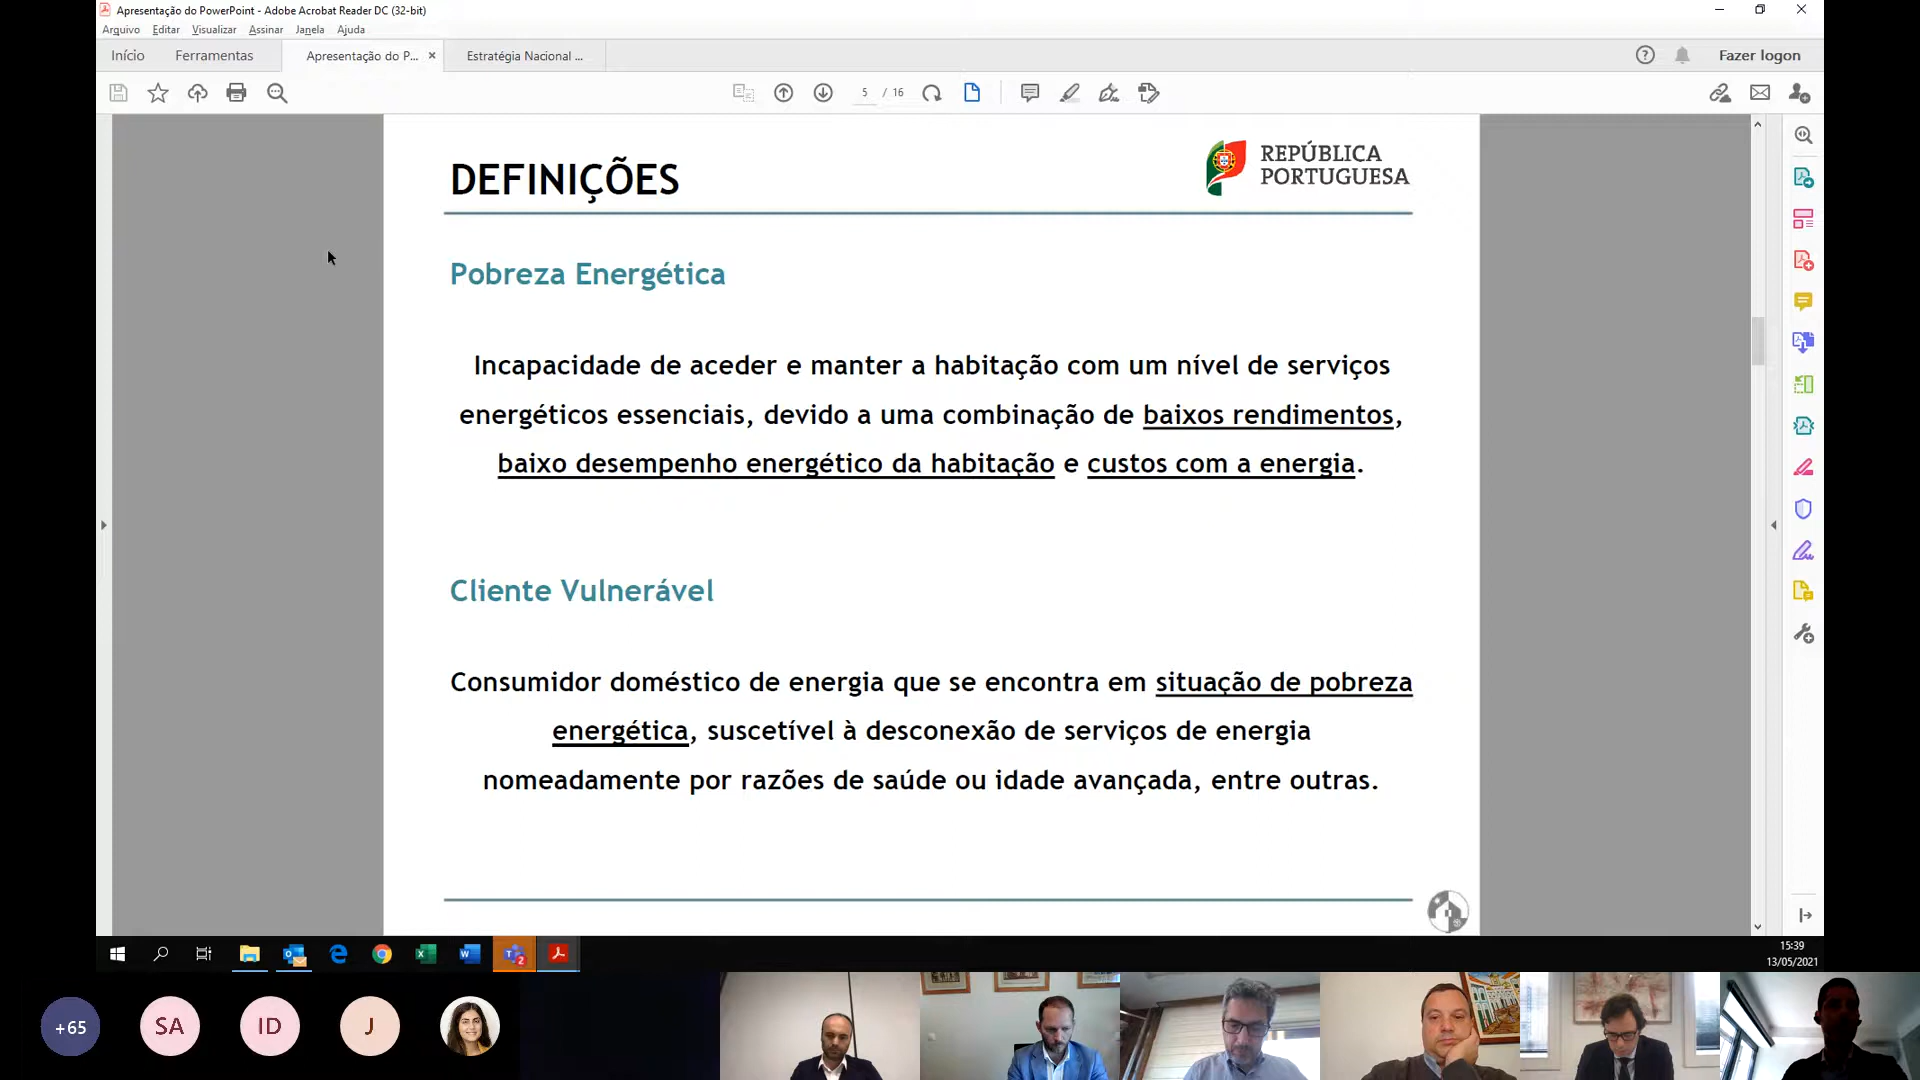 Apresentação do PowerPoint - Adobe Acrobat Reader DC (32-bit)
Arquivo Editar Visualizar Assinar Janela Ajuda
Início Ferramentas Apresentação do P... × Estratégia Nacional ... Fazer logon
5 / 16
DEFINIÇÕES
REPÚBLICA
PORTUGUESA
Pobreza Energética
Incapacidade de aceder e manter a habitação com um nível de serviços
energéticos essenciais, devido a uma combinação de baixos rendimentos,
baixo desempenho energético da habitação e custos com a energia.
Cliente Vulnerável
Consumidor doméstico de energia que se encontra em situação de pobreza
energética, suscetível à desconexão de serviços de energia
nomeadamente por razões de saúde ou idade avançada, entre outras.
15:39
13/05/2021
+65 SA ID J